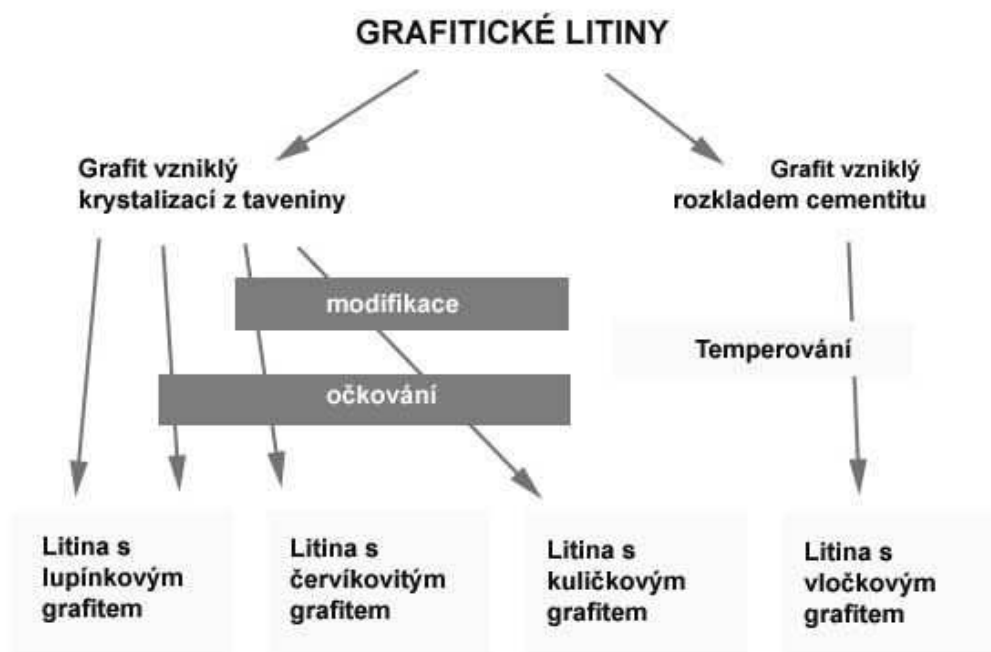 GRAFITICKÉ LITINY
Grafit vzniklý
krystalizací z taveniny
Grafit vzniklý
rozkladem cementitu
modifikace
Temperování
očkování
Litina s
lupínkovým
grafitem
Litina s
červíkovitým
grafitem
Litina s
kuličkovým
grafitem
Litina s
vločkovým
grafitem